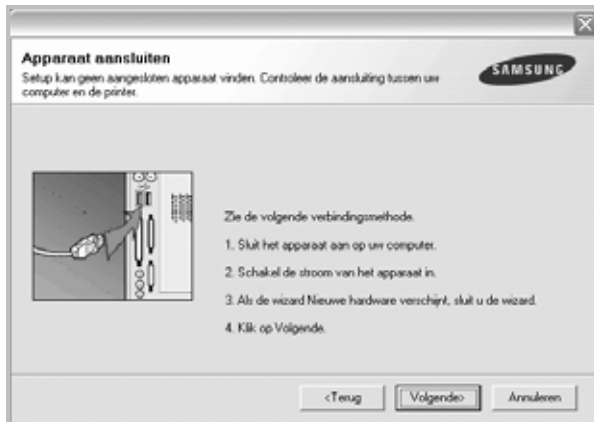 Apparaat aansluiten
Setup kan geen aangesloten apparaat vinden. Controleer de aansluiting tussen uw
computer en de printer.
SAMSUNG
Zie de volgende verbindingsmethode.
1. Sluit het apparaat aan op uw computer.
2. Schakel de stroom van het apparaat in.
3. Als de wizard Nieuwe hardware verschijnt, sluit u de wizard.
4. Klik op Volgende.
<Terug
Volgende>
Annuleren